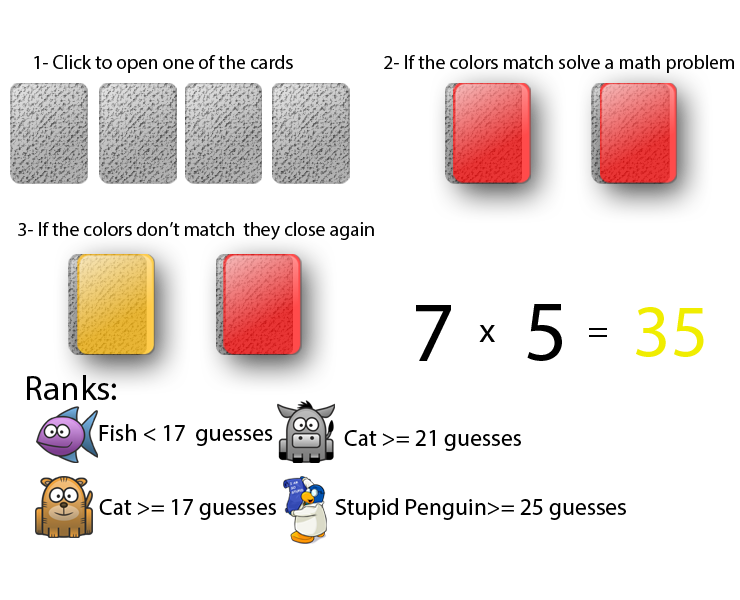 1- Click to open one of the cards
2- If the colors match solve a math problem
3- If the colors don’t match  they close again
7 x 5 = 35
Ranks:
Fish < 17  guesses
Cat >= 21 guesses
Cat >= 17 guesses
Stupid Penguin>= 25 guesses